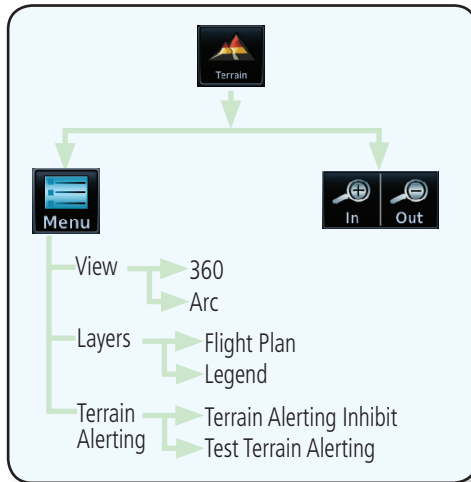 Terrain
Menu
In
Out
View
360
Arc
Layers
Flight Plan
Legend
Terrain
Alerting
Terrain Alerting Inhibit
Test Terrain Alerting